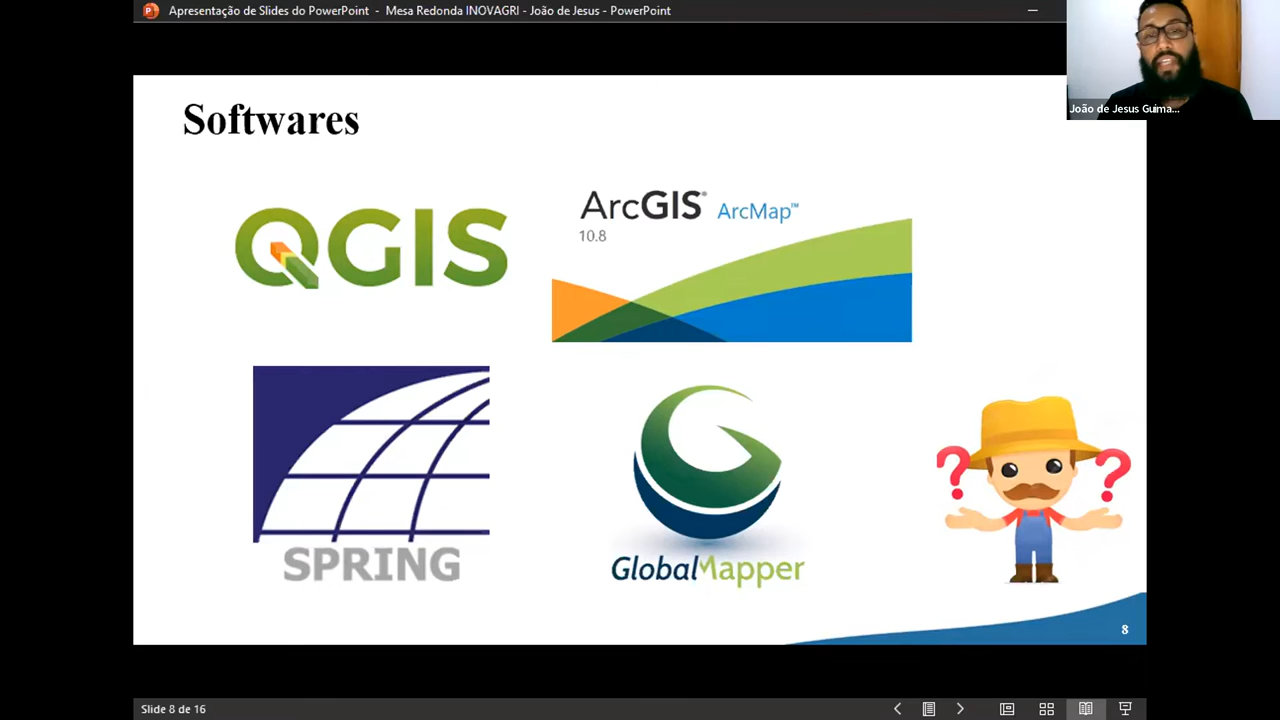 Apresentação de Slides do PowerPoint - Mesa Redonda INOVAGRI - João de Jesus - PowerPoint
João de Jesus Guima...
Softwares
QGIS
ArcGIS® ArcMap™
10.8
SPRING
GlobalMapper
? ?
8
Slide 8 de 16